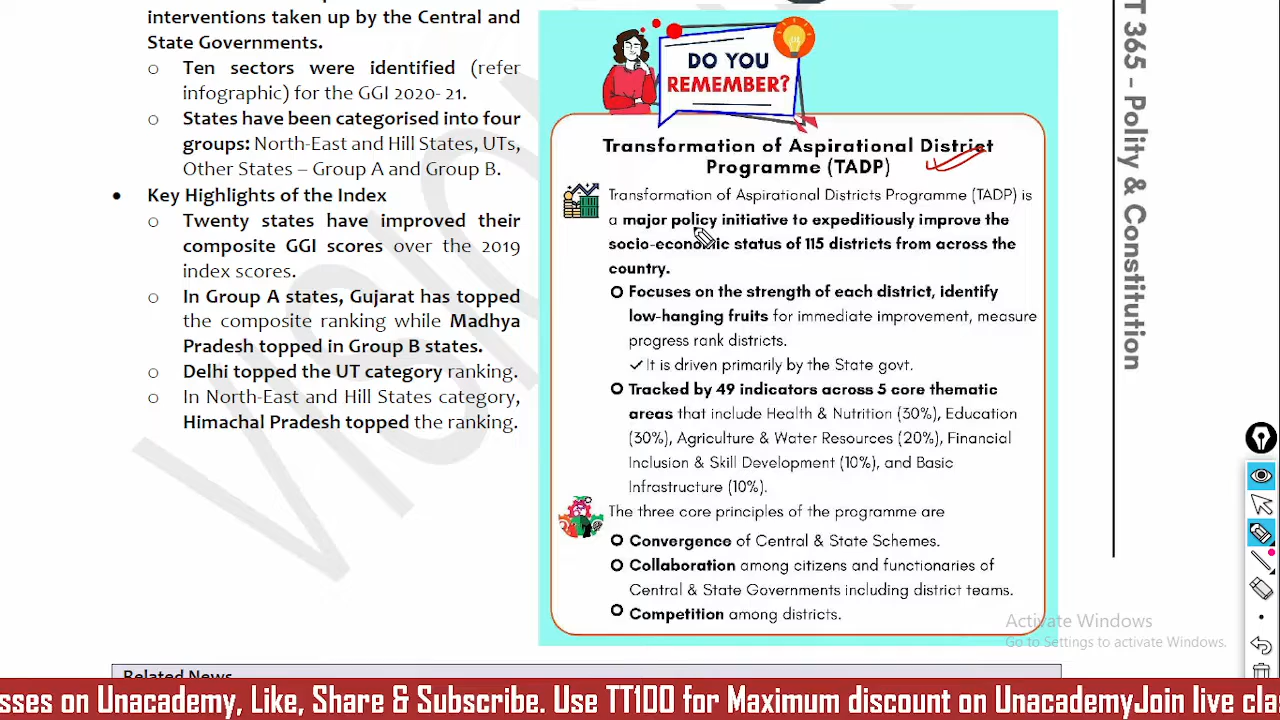 interventions taken up by the Central and
State Governments.
o Ten sectors were identified (refer
infographic) for the GGI 2020- 21.
o States have been categorised into four
groups: North-East and Hill States, UTs,
Other States – Group A and Group B.
• Key Highlights of the Index
o Twenty states have improved their
composite GGI scores over the 2019
index scores.
o In Group A states, Gujarat has topped
the composite ranking while Madhya
Pradesh topped in Group B states.
o Delhi topped the UT category ranking.
o In North-East and Hill States category,
Himachal Pradesh topped the ranking.
DO YOU
REMEMBER?
Transformation of Aspirational District
Programme (TADP)
Transformation of Aspirational Districts Programme (TADP) is
a major policy initiative to expeditiously improve the
socio-economic status of 115 districts from across the
country.
Focuses on the strength of each district, identify
low-hanging fruits for immediate improvement, measure
progress rank districts.
✓ It is driven primarily by the State govt.
Tracked by 49 indicators across 5 core thematic
areas that include Health & Nutrition (30%), Education
(30%), Agriculture & Water Resources (20%), Financial
Inclusion & Skill Development (10%), and Basic
Infrastructure (10%).
The three core principles of the programme are
Convergence of Central & State Schemes.
Collaboration among citizens and functionaries of
Central & State Governments including district teams.
Competition among districts.
T 365 - Polity & Constitution
Activate Windows
Go to Settings to activate Windows.
Related News
sses on Unacademy, Like, Share & Subscribe. Use TT100 for Maximum discount on UnacademyJoin live cla